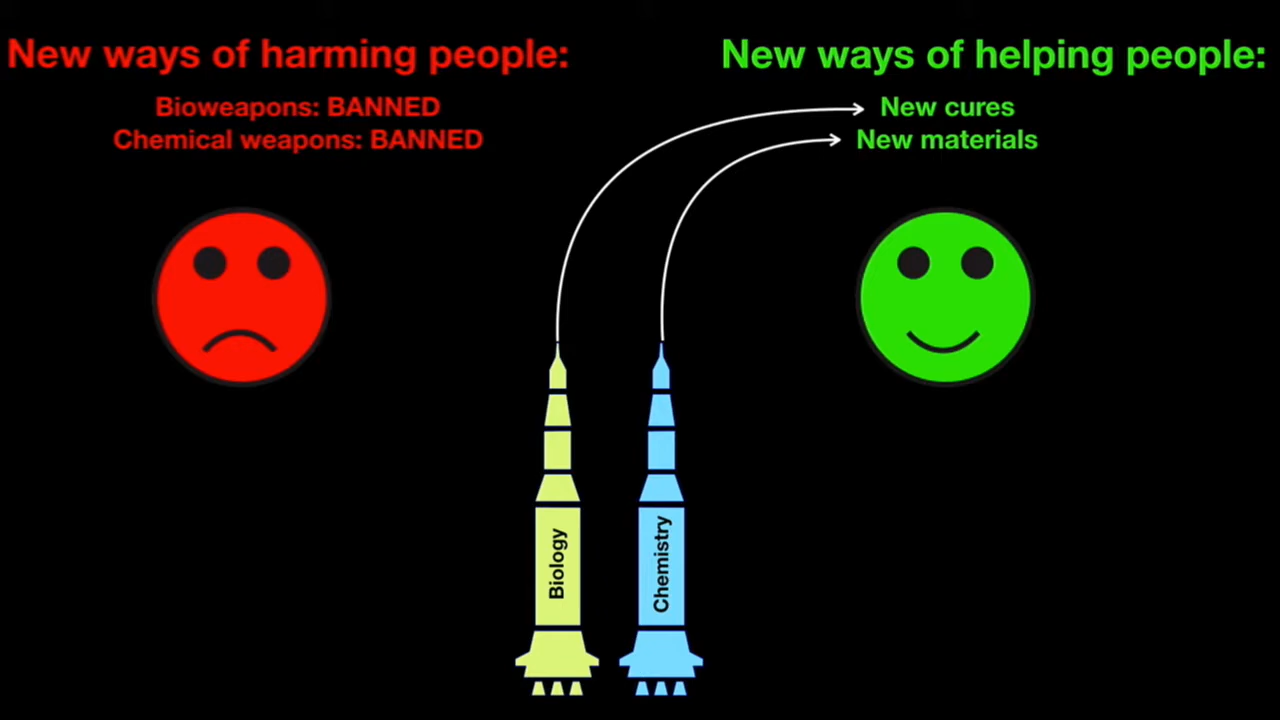 New ways of harming people:
Bioweapons: BANNED
Chemical weapons: BANNED
New ways of helping people:
New cures
New materials
Biology
Chemistry